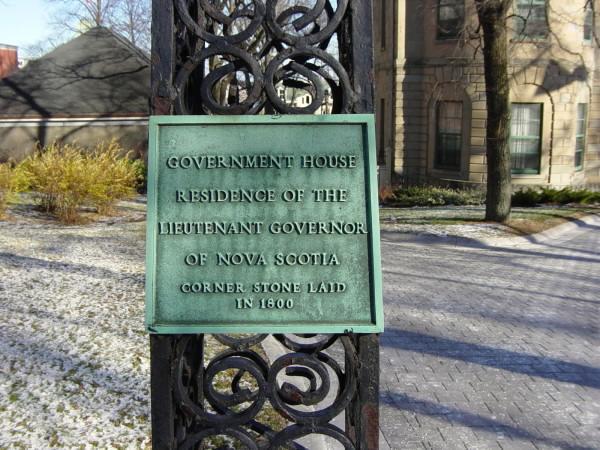 GOVERNMENT HOUSE
RESIDENCE OF THE
LIEUTENANT GOVERNOR
OF NOVA SCOTIA
CORNER STONE LAID
IN 1800